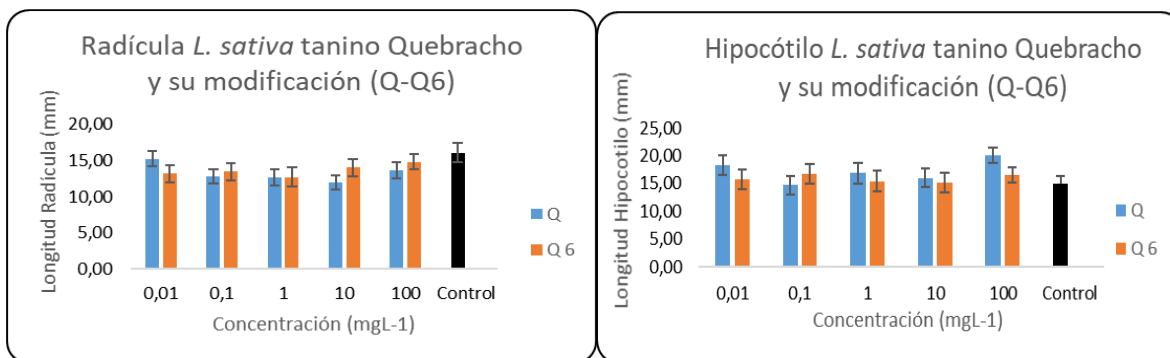 Radícula L. sativa tanino Quebracho
y su modificación (Q-Q6)
Longitud Radícula (mm)
20,00
15,00
10,00
5,00
0,00
0,01 0,1 1 10 100 Control
Concentración (mgL-1)
Q
Q 6
Hipocótilo L. sativa tanino Quebracho
y su modificación (Q-Q6)
Longitud Hipocotilo (mm)
25,00
20,00
15,00
10,00
5,00
0,00
0,01 0,1 1 10 100 Control
Concentración (mgL-1)
Q
Q 6